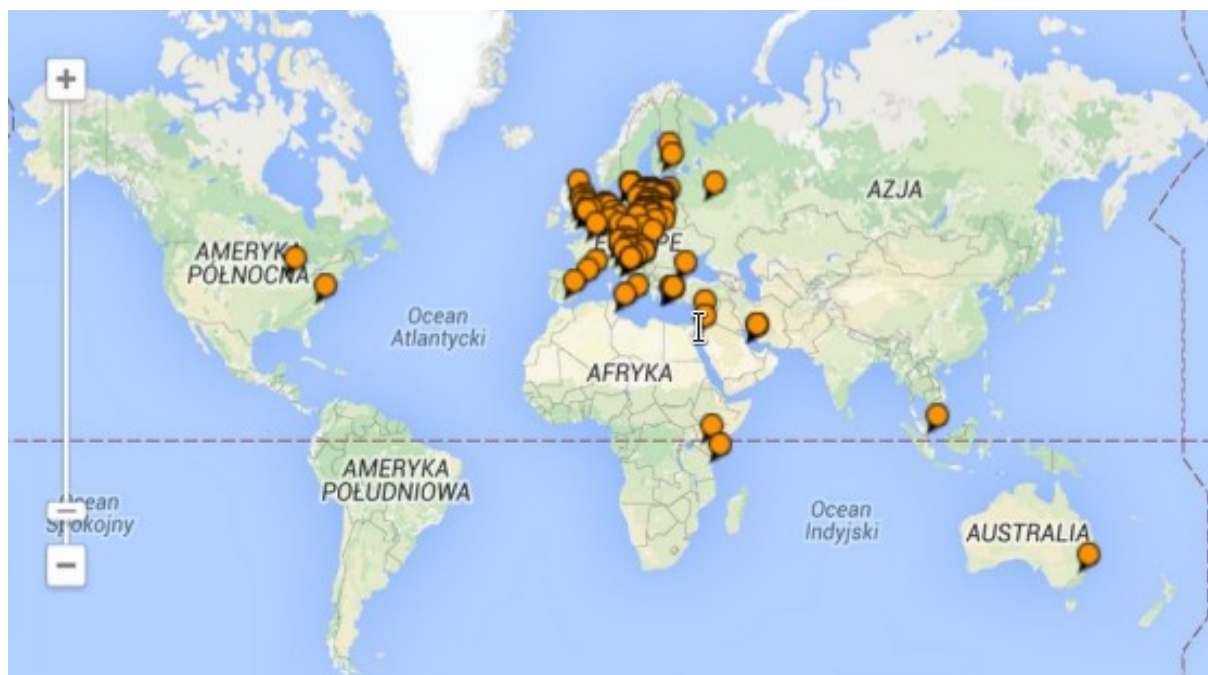 AZJA
AMERYKA
PÓŁNOCNA
Ocean
Atlantycki
AFRYKA
AMERYKA
POŁUDNIOWA
Ocean
Spokojny
Ocean
Indyjski
AUSTRALIA